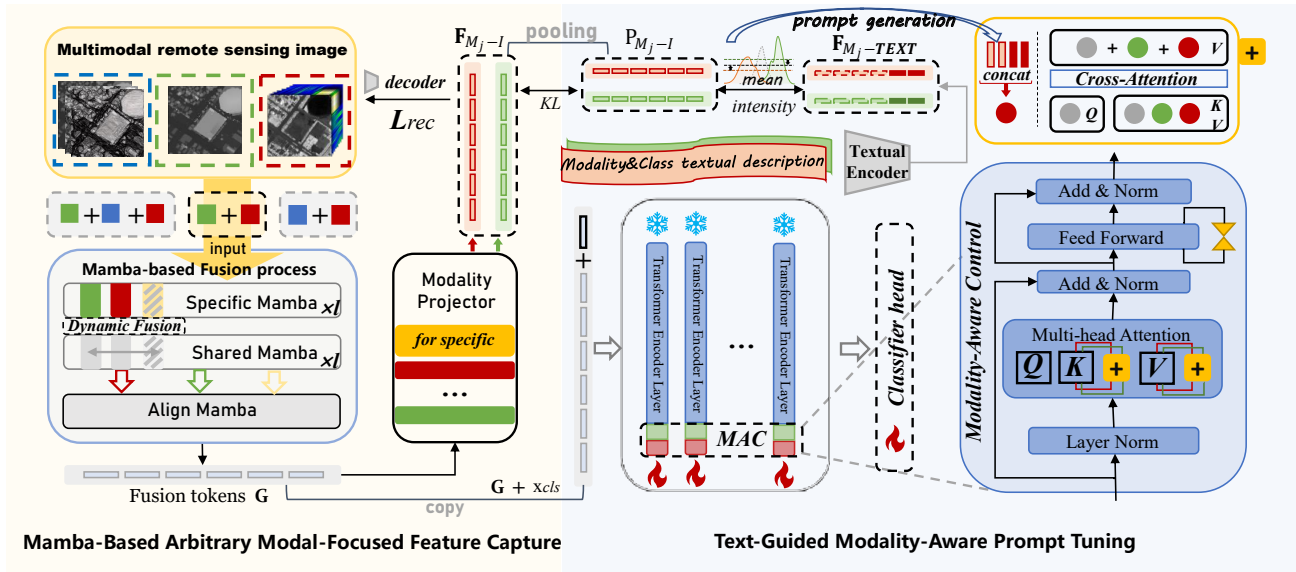 Multimodal remote sensing image
+ +
+
+
input
Mamba-based Fusion process
Specific Mamba ×l
Dynamic Fusion
Shared Mamba ×l
Align Mamba
Fusion tokens G
F_{M_j-I}
decoder
L_{rec}
Modality
Projector
for specific
...
copy
G + x_{cls}
Mamba-Based Arbitrary Modal-Focused Feature Capture
pooling
KL
P_{M_j-I}
mean
intensity
F_{M_j-TEXT}
prompt generation
Modality&Class textual description
Textual
Encoder
+
Transformer Encoder Layer
Transformer Encoder Layer
...
Transformer Encoder Layer
MAC
Classifier head
concat
+ + V
Cross-Attention
Q
K
V
+
Modality-Aware Control
Add & Norm
Feed Forward
Add & Norm
Multi-head Attention
Q K + V +
Layer Norm
Text-Guided Modality-Aware Prompt Tuning